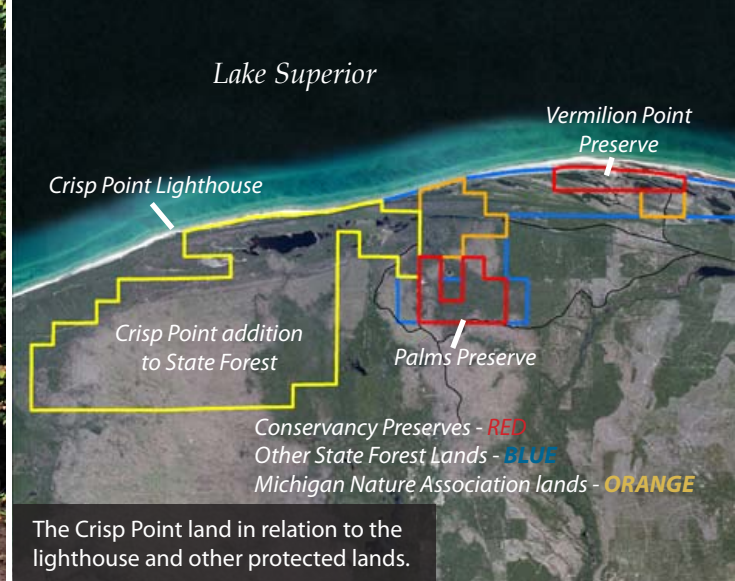 Lake Superior
Vermilion Point
Preserve
Crisp Point Lighthouse
Crisp Point addition
to State Forest
Palms Preserve
Conservancy Preserves - RED
Other State Forest Lands - BLUE
Michigan Nature Association lands - ORANGE
The Crisp Point land in relation to the
lighthouse and other protected lands.